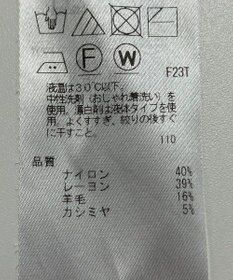 F
W
F23T
液温は30℃以下、
中性洗剤（おしゃれ着洗い）を
使用。漂白剤は液体タイプを使
用。よくすすぎ、絞りの後すぐ
に干すこと。
110
品質
ナイロン 40%
レーヨン 39%
羊毛 16%
カシミヤ 5%